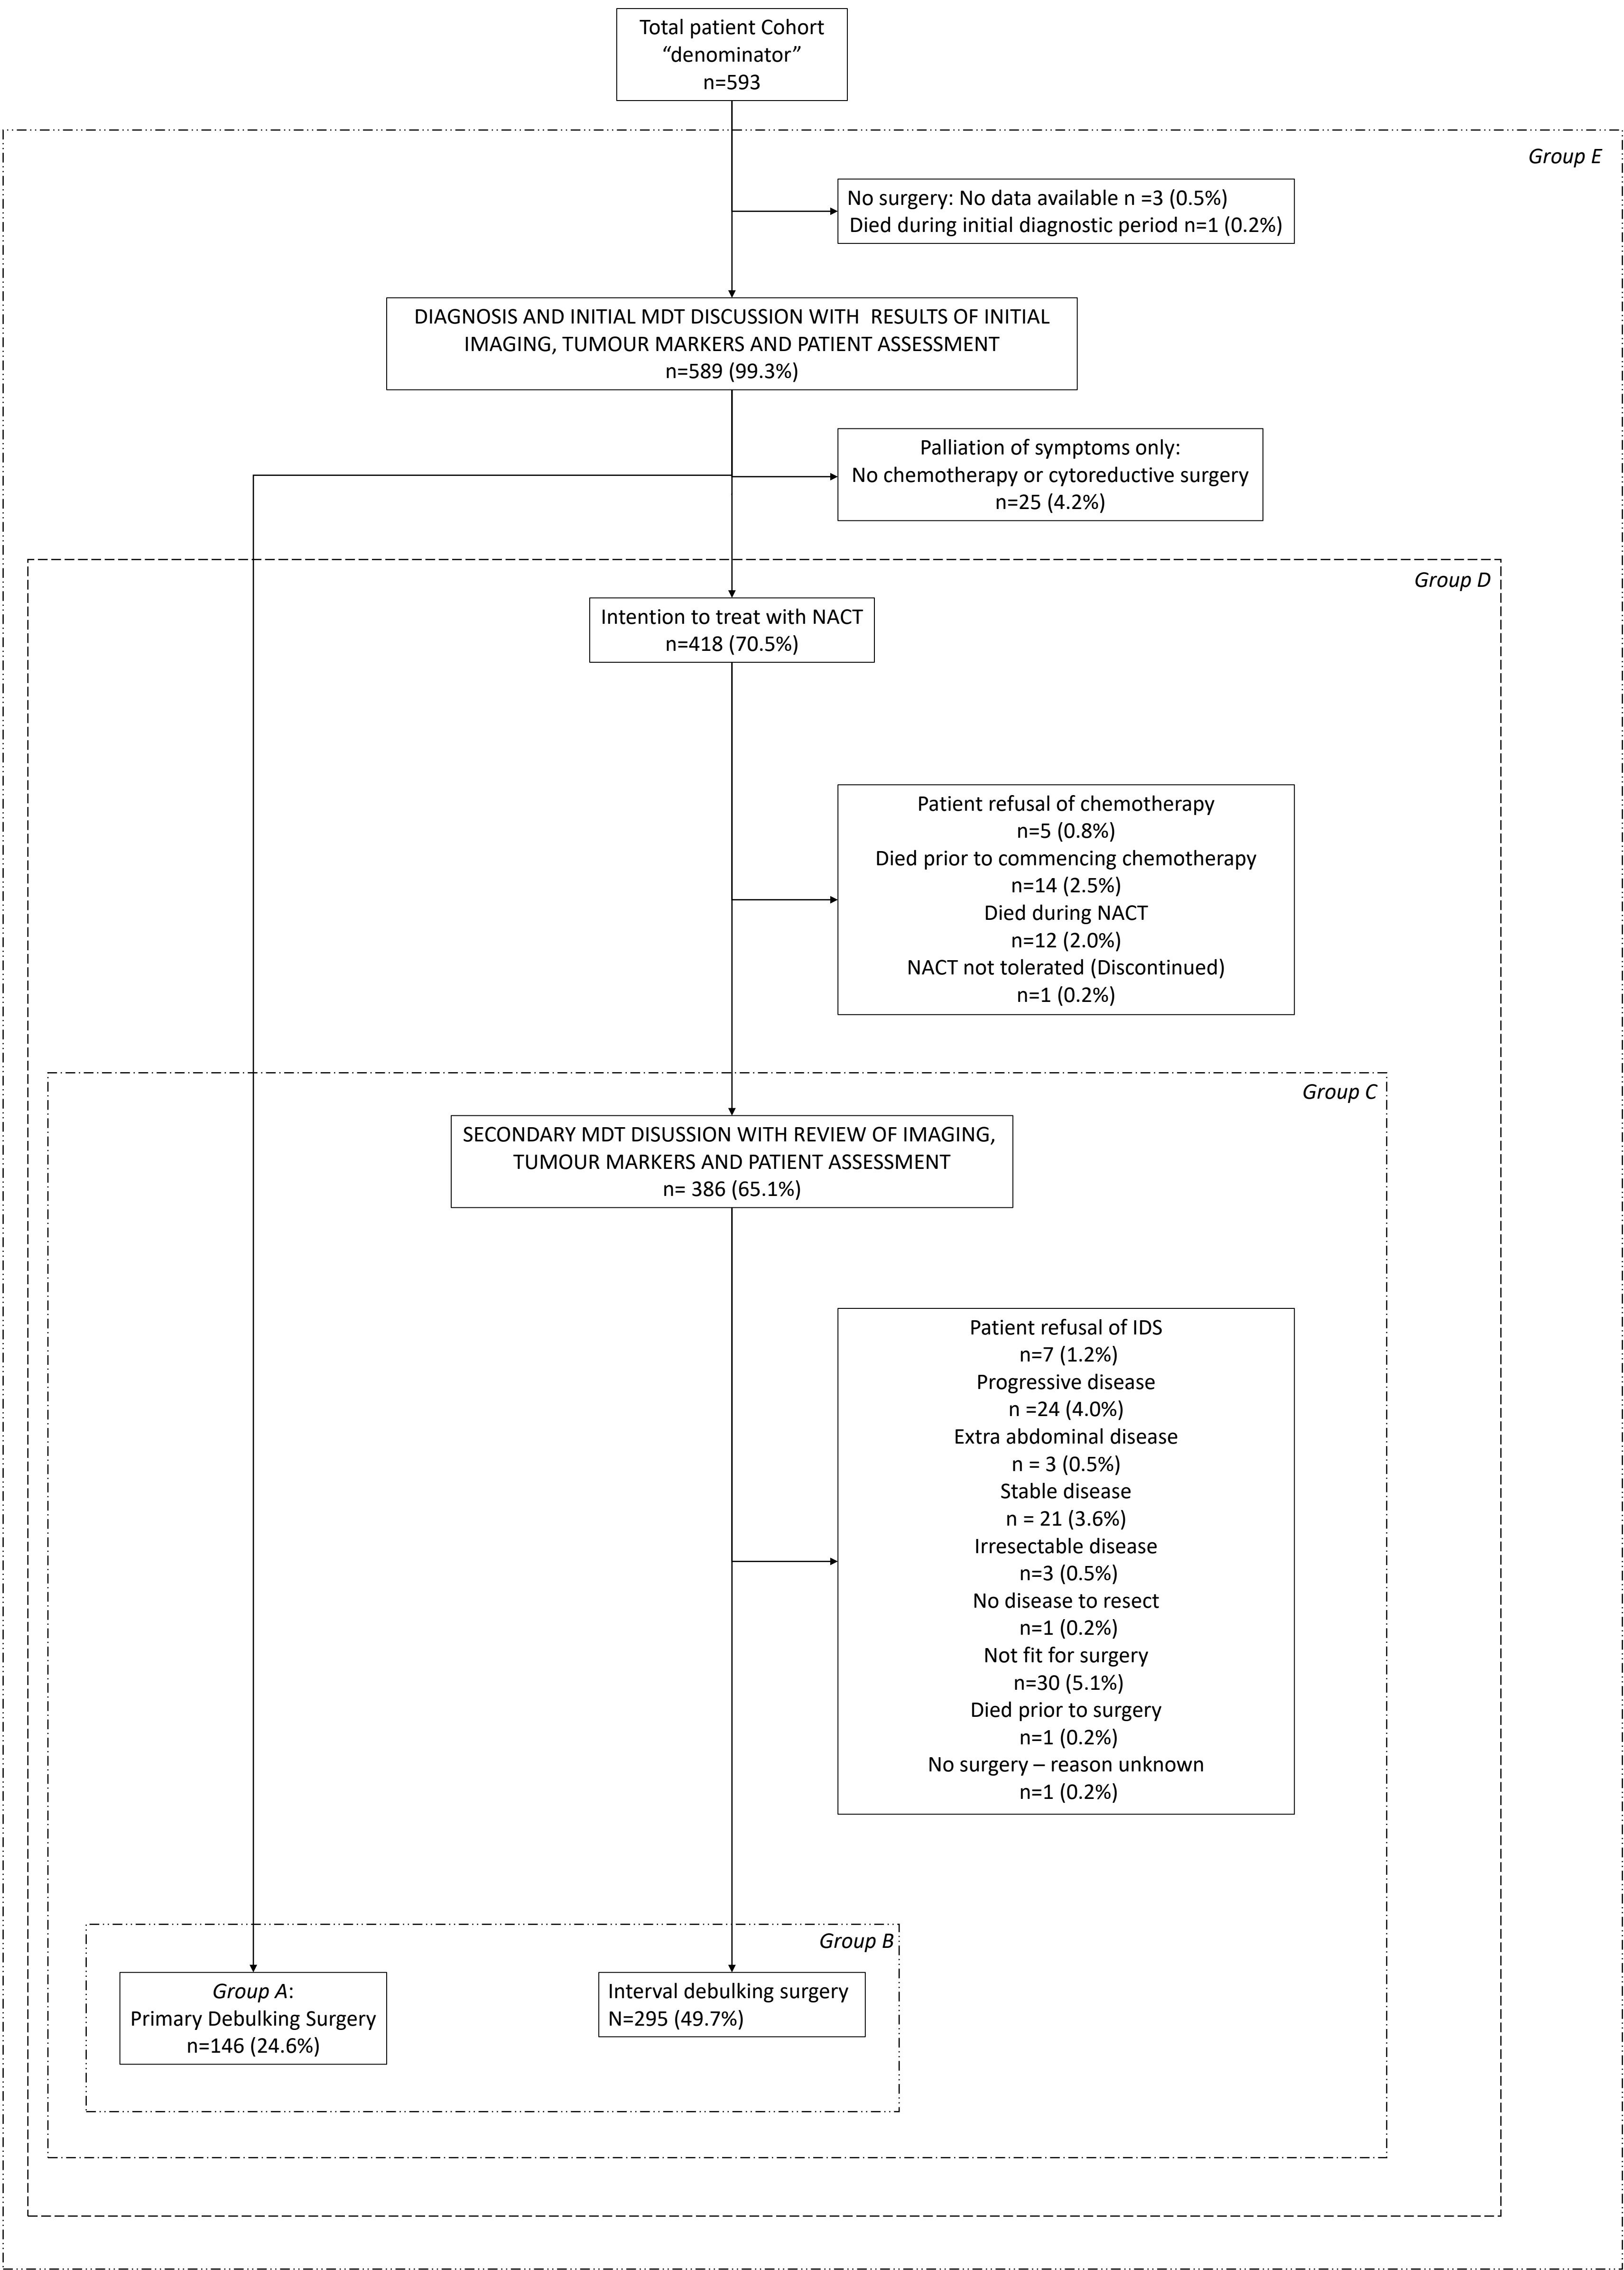 Total patient Cohort
“denominator”
n=593
Group E
No surgery: No data available n =3 (0.5%)
Died during initial diagnostic period n=1 (0.2%)
DIAGNOSIS AND INITIAL MDT DISCUSSION WITH RESULTS OF INITIAL
IMAGING, TUMOUR MARKERS AND PATIENT ASSESSMENT
n=589 (99.3%)
Palliation of symptoms only:
No chemotherapy or cytoreductive surgery
n=25 (4.2%)
Group D
Intention to treat with NACT
n=418 (70.5%)
Patient refusal of chemotherapy
n=5 (0.8%)
Died prior to commencing chemotherapy
n=14 (2.5%)
Died during NACT
n=12 (2.0%)
NACT not tolerated (Discontinued)
n=1 (0.2%)
Group C
SECONDARY MDT DISUSSION WITH REVIEW OF IMAGING,
TUMOUR MARKERS AND PATIENT ASSESSMENT
n= 386 (65.1%)
Patient refusal of IDS
n=7 (1.2%)
Progressive disease
n =24 (4.0%)
Extra abdominal disease
n = 3 (0.5%)
Stable disease
n = 21 (3.6%)
Irresectable disease
n=3 (0.5%)
No disease to resect
n=1 (0.2%)
Not fit for surgery
n=30 (5.1%)
Died prior to surgery
n=1 (0.2%)
No surgery – reason unknown
n=1 (0.2%)
Group B
Group A:
Primary Debulking Surgery
n=146 (24.6%)
Interval debulking surgery
N=295 (49.7%)